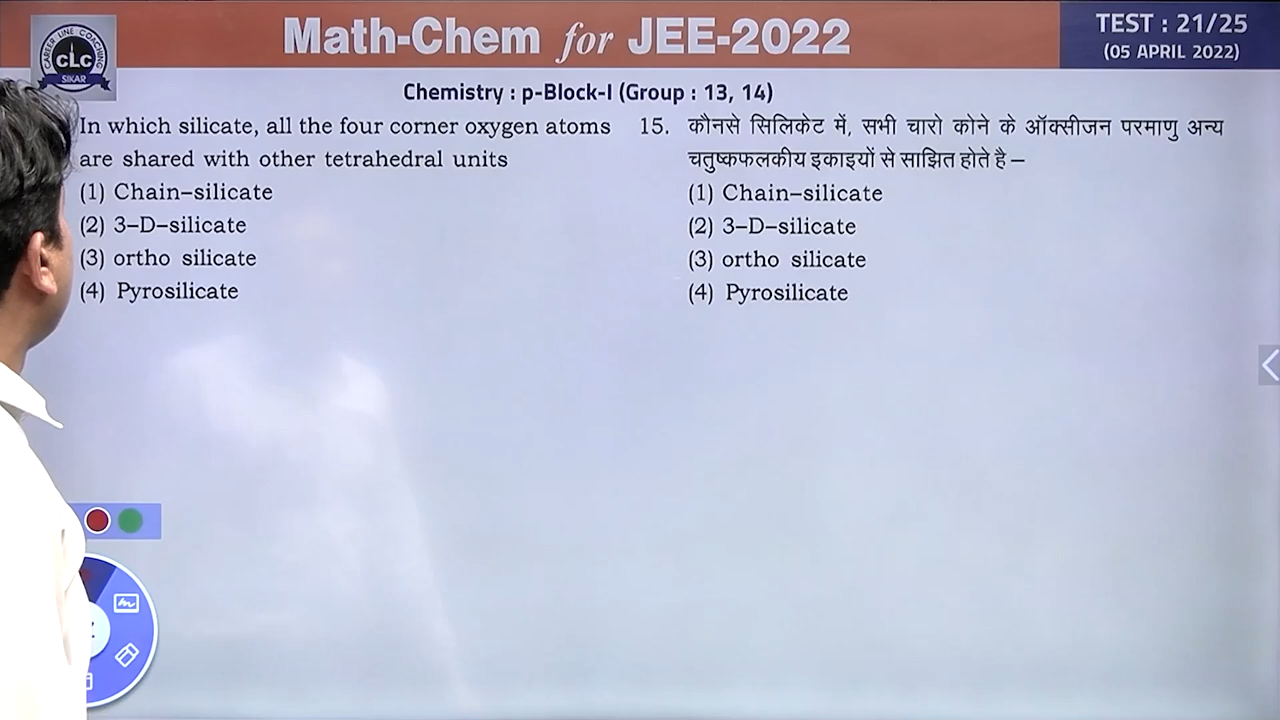 CAREER LINE COACHING
CLC
SIKAR
Math-Chem for JEE-2022
TEST : 21/25
(05 APRIL 2022)
Chemistry : p-Block-I (Group : 13, 14)
In which silicate, all the four corner oxygen atoms
are shared with other tetrahedral units
(1) Chain–silicate
(2) 3–D–silicate
(3) ortho silicate
(4) Pyrosilicate
15. कौनसे सिलिकेट में, सभी चारो कोने के ऑक्सीजन परमाणु अन्य
चतुष्कफलकीय इकाइयों से साझित होते है –
(1) Chain–silicate
(2) 3–D–silicate
(3) ortho silicate
(4) Pyrosilicate